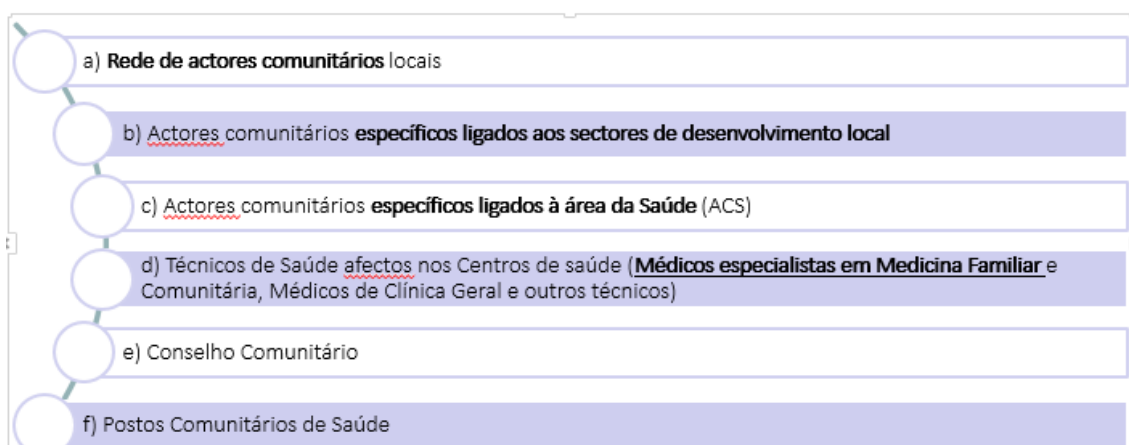 a) Rede de actores comunitários locais
b) Actores comunitários específicos ligados aos sectores de desenvolvimento local
c) Actores comunitários específicos ligados à área da Saúde (ACS)
d) Técnicos de Saúde afectos nos Centros de saúde (Médicos especialistas em Medicina Familiar e
Comunitária, Médicos de Clínica Geral e outros técnicos)
e) Conselho Comunitário
f) Postos Comunitários de Saúde